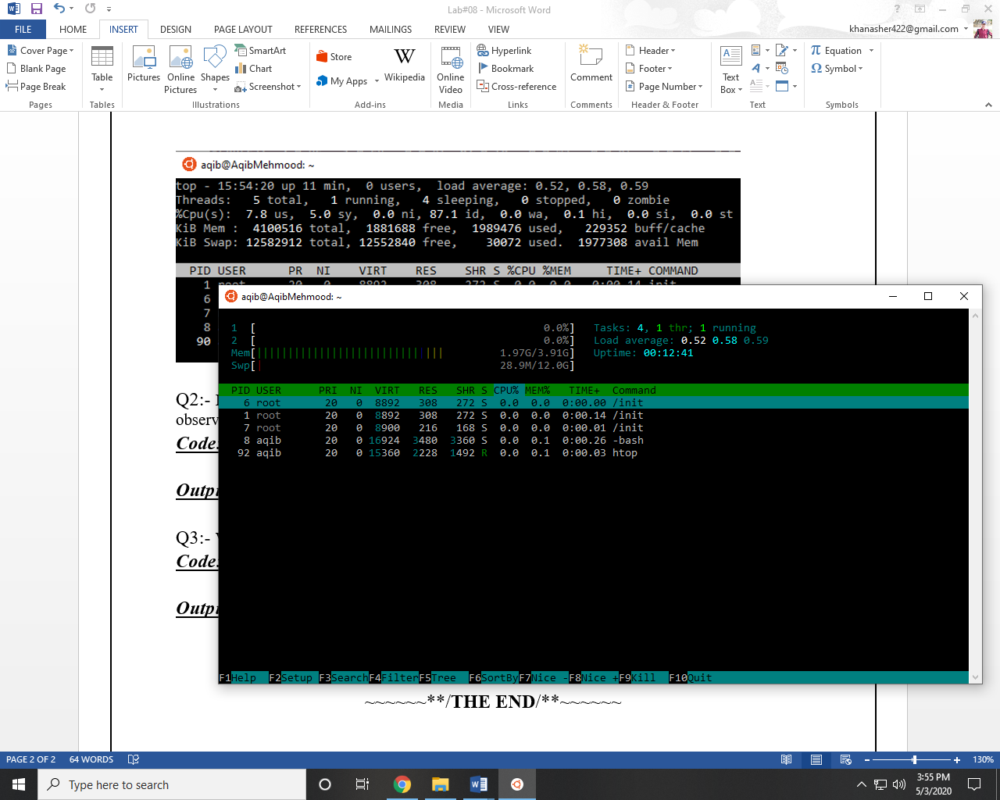 Lab#08 - Microsoft Word
FILE HOME INSERT DESIGN PAGE LAYOUT REFERENCES MAILINGS REVIEW VIEW khanasher422@gmail.com
Cover Page
Blank Page
Page Break
Pages
Table
Tables
Pictures
Online Pictures
Shapes
SmartArt
Chart
Screenshot
Illustrations
Store
My Apps
Wikipedia
Add-ins
Online Video
Media
Hyperlink
Bookmark
Cross-reference
Links
Comment
Comments
Header
Footer
Page Number
Header & Footer
Text Box
Text
Equation
Symbol
Symbols
aqib@AqibMehmood: ~
top - 15:54:20 up 11 min,  0 users,  load average: 0.52, 0.58, 0.59
Threads:   5 total,   1 running,   4 sleeping,   0 stopped,   0 zombie
%Cpu(s):  7.8 us,  5.0 sy,  0.0 ni, 87.1 id,  0.0 wa,  0.1 hi,  0.0 si,  0.0 st
KiB Mem :  4100516 total,  1881688 free,  1989476 used,   229352 buff/cache
KiB Swap: 12582912 total, 12552840 free,    30072 used.  1977308 avail Mem
PID USER      PR  NI    VIRT    RES    SHR S %CPU %MEM     TIME+ COMMAND
1 root      20   0    8892    308    272 S  0.0  0.0   0:00.14 init
6
7
8
90
aqib@AqibMehmood: ~
1  [ 0.0%] Tasks: 4, 1 thr; 1 running
2  [ 0.0%] Load average: 0.52 0.58 0.59
Mem[||||||||||||||||||||||||||||| 1.97G/3.91G] Uptime: 00:12:41
Swp[| 28.9M/12.0G]
PID USER      PRI  NI  VIRT   RES   SHR S CPU% MEM%   TIME+  Command
6 root       20   0  8892   308   272 S  0.0  0.0  0:00.00 /init
1 root       20   0  8892   308   272 S  0.0  0.0  0:00.14 /init
7 root       20   0  8900   216   168 S  0.0  0.0  0:00.01 /init
8 aqib       20   0 16924  3480  3360 S  0.0  0.1  0:00.26 -bash
92 aqib       20   0 15360  2228  1492 R  0.0  0.1  0:00.03 htop
F1Help  F2Setup F3SearchF4FilterF5Tree  F6SortByF7Nice -F8Nice +F9Kill  F10Quit
Q2:-
observ
Code:
Outp
Q3:-
Code:
Outp
~~~~~~**/THE END/**~~~~~~
PAGE 2 OF 2 64 WORDS 130%
Type here to search
3:55 PM
5/3/2020